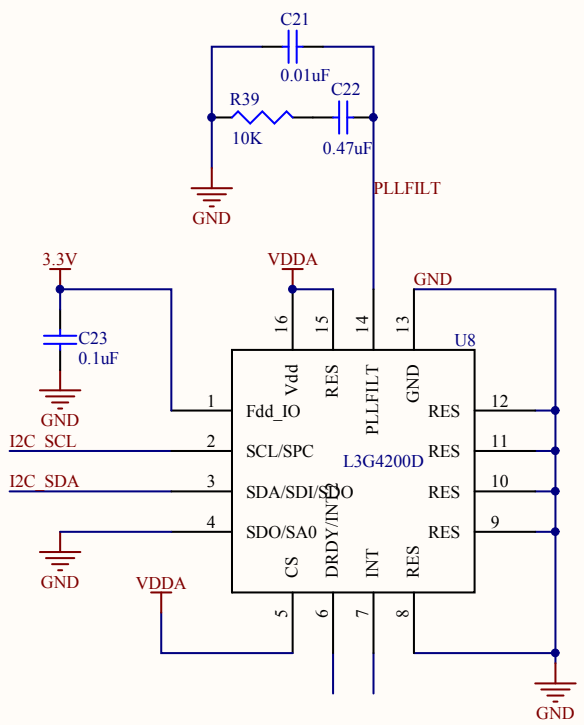 C21
0.01uF
C22
R39
10K
0.47uF
PLLFILT
GND
3.3V
VDDA
GND
C23
0.1uF
GND
16
15
14
13
U8
Vdd
RES
PLLFILT
GND
1
Fdd_IO
RES
12
I2C_SCL
2
SCL/SPC
RES
11
L3G4200D
I2C_SDA
3
SDA/SDI/SDO
RES
10
4
SDO/SA0
RES
9
GND
CS
DRDY/INT2
INT
RES
VDDA
5
6
7
8
GND